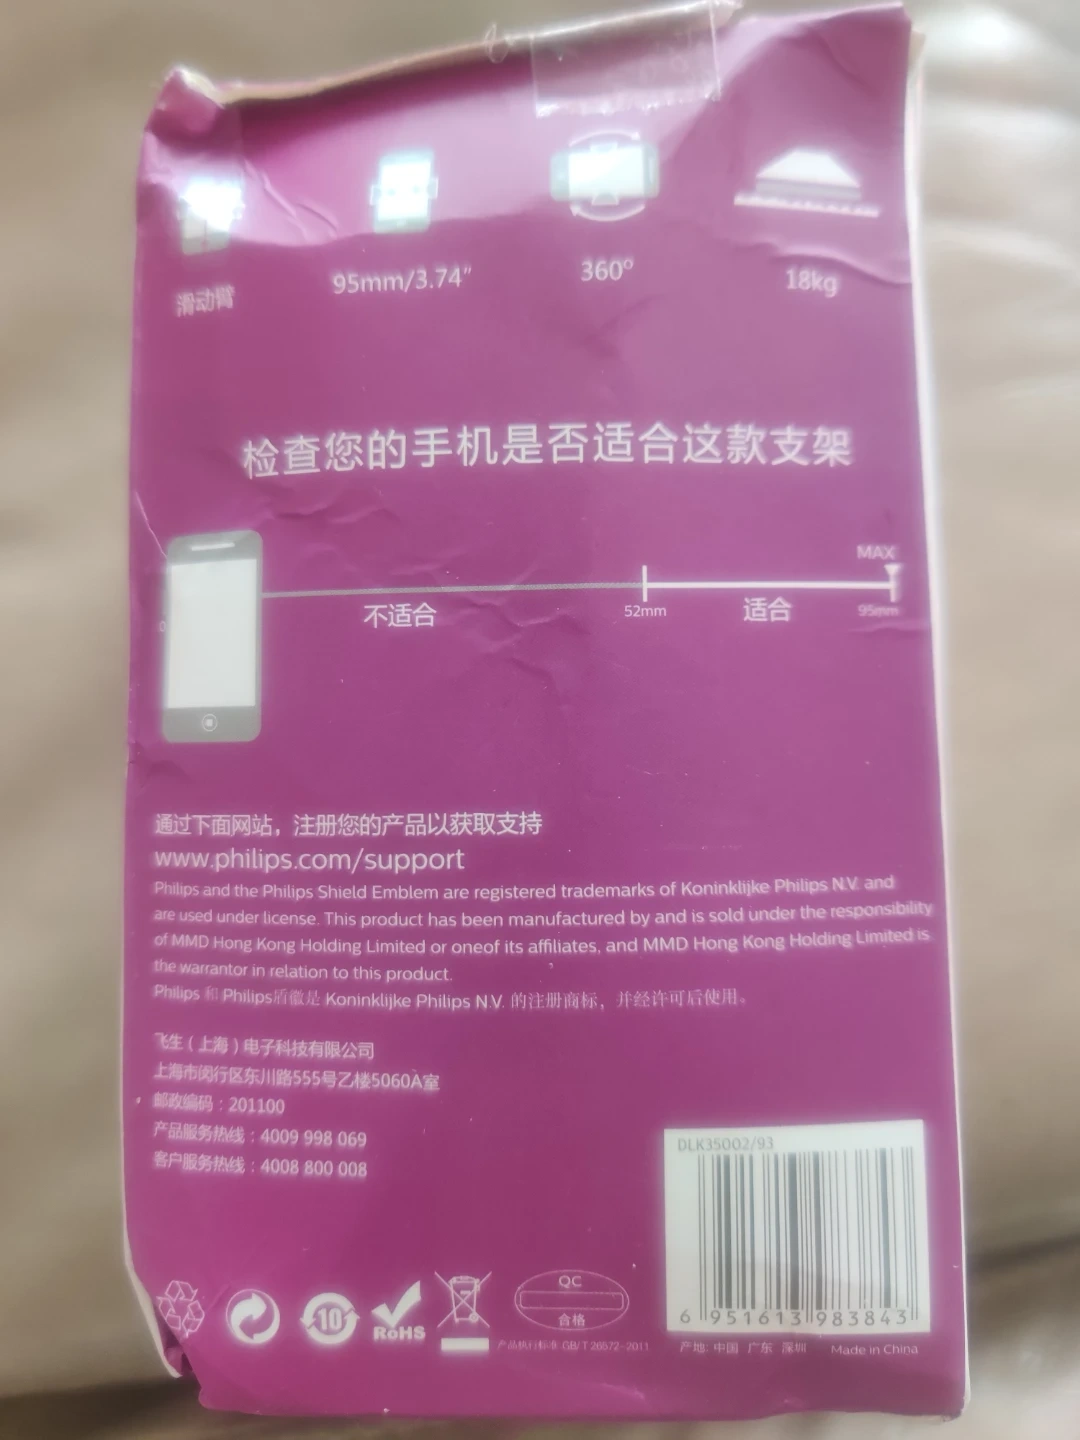 滑动臂
95mm/3.74"
360°
18kg
检查您的手机是否适合这款支架
MAX
0
不适合
52mm
适合
95mm
通过下面网站，注册您的产品以获取支持
www.philips.com/support
Philips and the Philips Shield Emblem are registered trademarks of Koninklijke Philips N.V. and
are used under license. This product has been manufactured by and is sold under the responsibility
of MMD Hong Kong Holding Limited or oneof its affiliates, and MMD Hong Kong Holding Limited is
the warrantor in relation to this product.
Philips 和 Philips盾徽是 Koninklijke Philips N.V. 的注册商标，并经许可后使用。
飞生（上海）电子科技有限公司
上海市闵行区东川路555号乙楼5060A室
邮政编码：201100
产品服务热线：4009 998 069
客户服务热线：4008 800 008
DLK35002/93
6 951613 983843
10
RoHS
QC
合格
产品执行标准:GB/T 26572-2011
产地: 中国 广东 深圳 Made in China